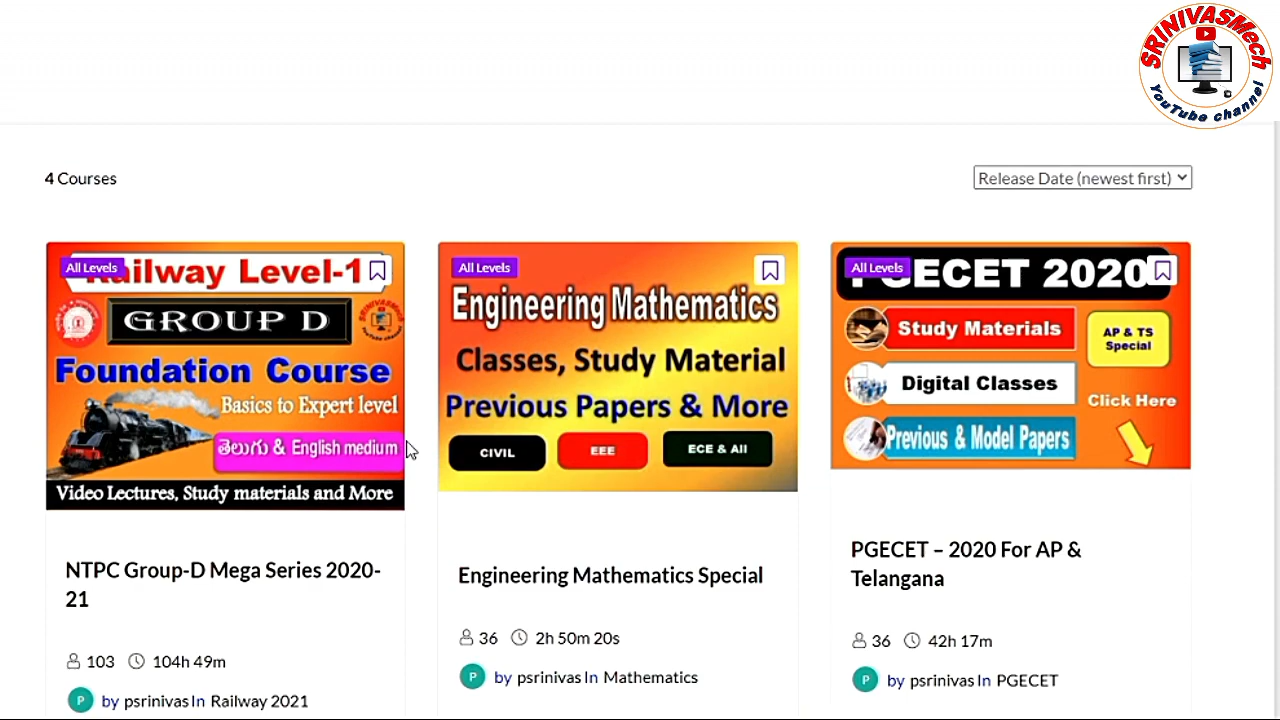 SRINIVASMech
YouTube channel
4 Courses
Release Date (newest first)
All Levels
Railway Level-1
GROUP D
Foundation Course
Basics to Expert level
తెలుగు & English medium
Video Lectures, Study materials and More
NTPC Group-D Mega Series 2020-
21
103 104h 49m
P by psrinivas In Railway 2021
All Levels
Engineering Mathematics
Classes, Study Material
Previous Papers & More
CIVIL
EEE
ECE & All
Engineering Mathematics Special
36 2h 50m 20s
P by psrinivas In Mathematics
All Levels
PGECET 2020
Study Materials
AP & TS
Special
Digital Classes
Click Here
Previous & Model Papers
PGECET – 2020 For AP &
Telangana
36 42h 17m
P by psrinivas In PGECET